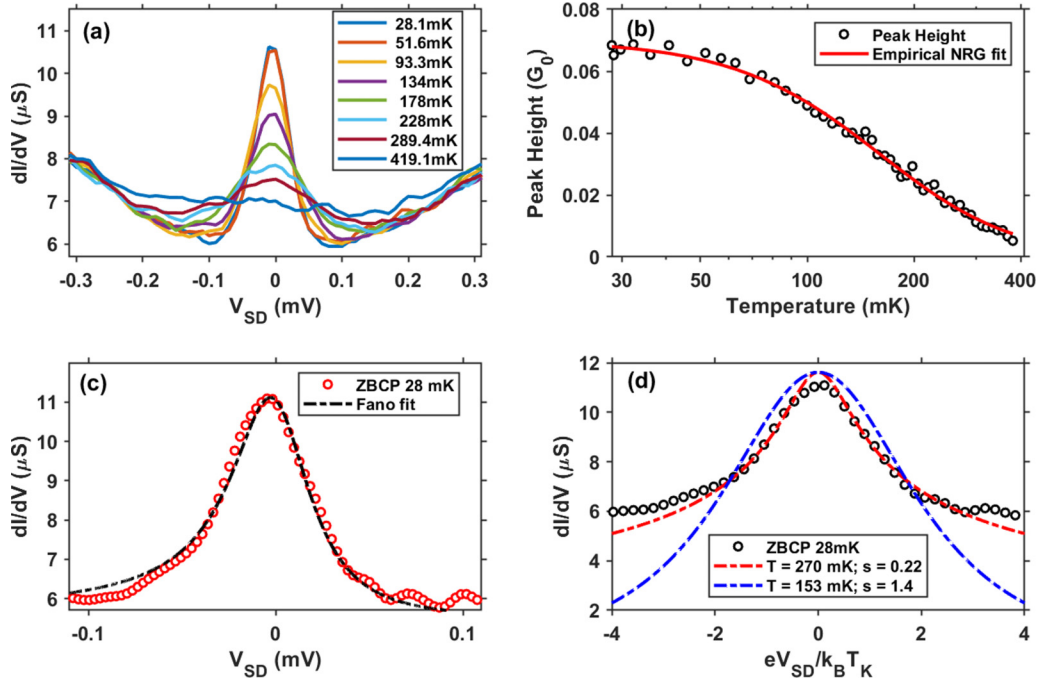 (a)
28.1mK
51.6mK
93.3mK
134mK
178mK
228mK
289.4mK
419.1mK
11
10
9
8
7
6
dI/dV (μS)
-0.3 -0.2 -0.1 0 0.1 0.2 0.3
V_SD (mV)
(b)
Peak Height
Empirical NRG fit
0.08
0.06
0.04
0.02
0
Peak Height (G_0)
30 50 100 200 400
Temperature (mK)
(c)
ZBCP 28 mK
Fano fit
11
10
9
8
7
6
dI/dV (μS)
-0.1 0 0.1
V_SD (mV)
(d)
12
10
8
6
4
2
dI/dV (μS)
ZBCP 28mK
T = 270 mK; s = 0.22
T = 153 mK; s = 1.4
-4 -2 0 2 4
eV_SD/k_BT_K